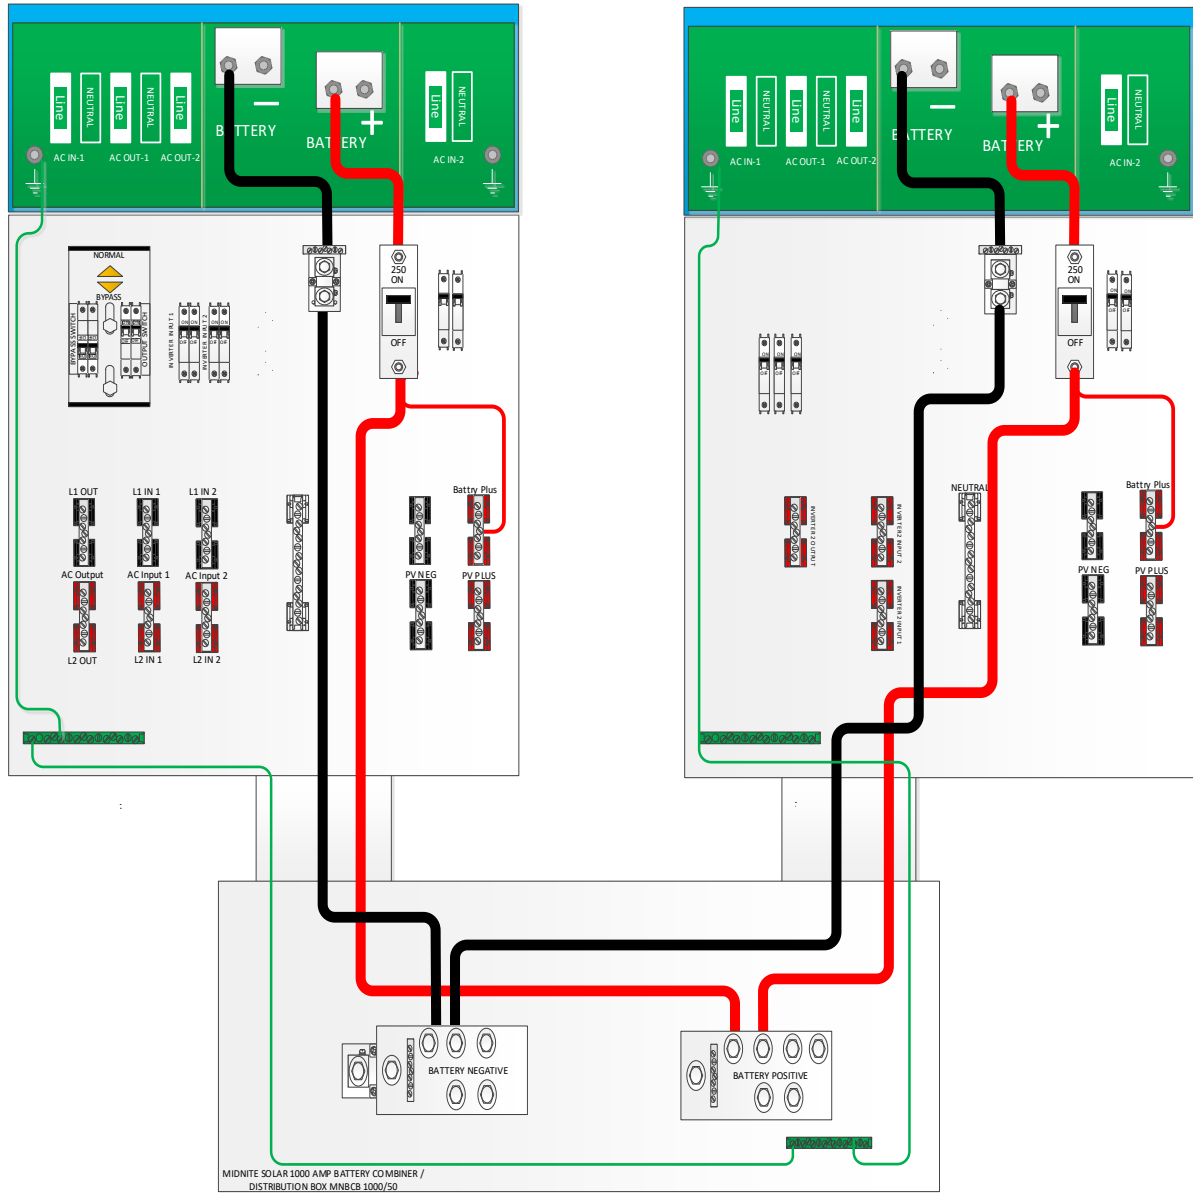 Line
NEUTRAL
Line
NEUTRAL
Line
AC IN-1
AC OUT-1
AC OUT-2
BATTERY
BATTERY
Line
NEUTRAL
AC IN-2
Line
NEUTRAL
Line
NEUTRAL
Line
AC IN-1
AC OUT-1
AC OUT-2
BATTERY
BATTERY
Line
NEUTRAL
AC IN-2
NORMAL
BYPASS
BYPASS SWITCH
OUTPUT SWITCH
INVERTER INPUT 1
INVERTER INPUT 2
250
ON
OFF
250
ON
OFF
L1 OUT
L1 IN 1
L1 IN 2
AC Output
AC Input 1
AC Input 2
L2 OUT
L2 IN 1
L2 IN 2
Battry Plus
PV NEG
PV PLUS
INVERTER 2 OUTPUT
INVERTER2 INPUT 2
INVERTER 2 INPUT 1
NEUTRAL
Battry Plus
PV NEG
PV PLUS
:
:
BATTERY NEGATIVE
BATTERY POSITIVE
MIDNITE SOLAR 1000 AMP BATTERY COMBINER /
DISTRIBUTION BOX MNBCB 1000/50